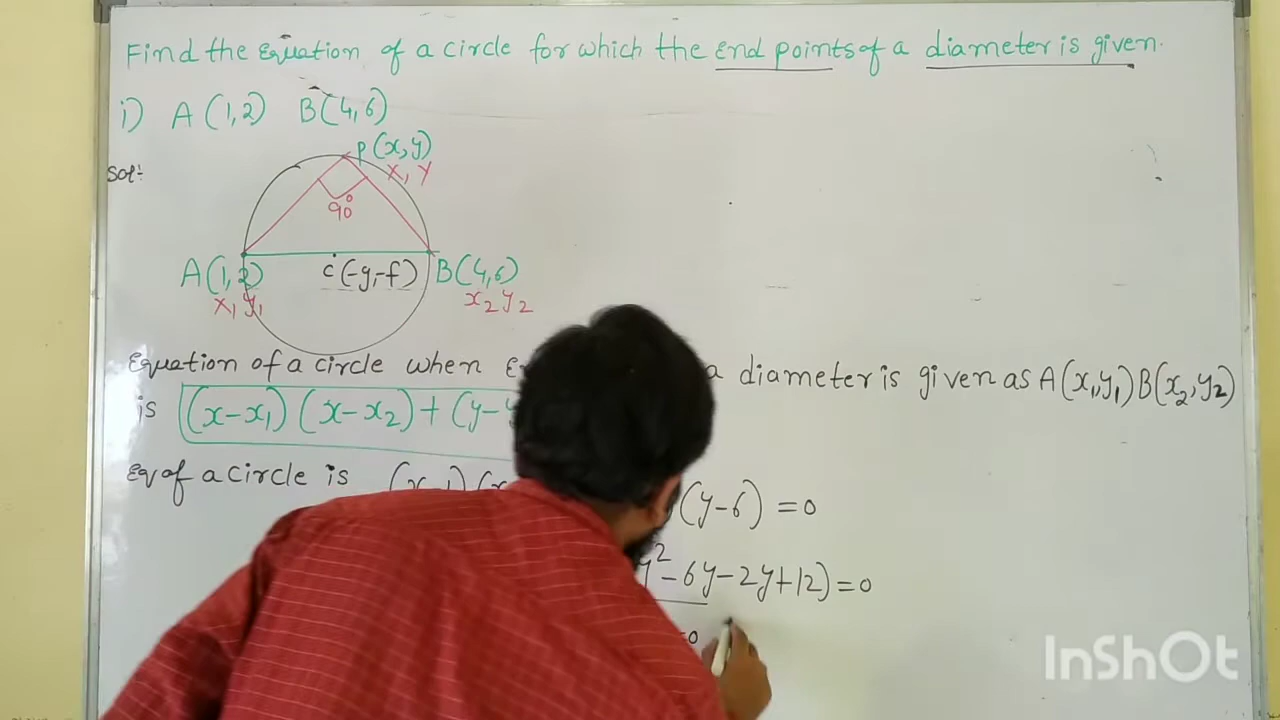 Find the Equation of a circle for which the end points of a diameter is given.
i) A (1,2) B(4,6)
P (x,y)
Sol:
x, y
90°
A(1,2) C(-g,-f) B(4,6)
x₁ y₁ x₂ y₂
Equation of a circle when a diameter is given as A(x₁,y₁) B(x₂,y₂)
is (x-x₁) (x-x₂) + (y-
Eq of a circle is (x-1) (y-6) = 0
y²-6y-2y+12) = 0
=0
InShOt